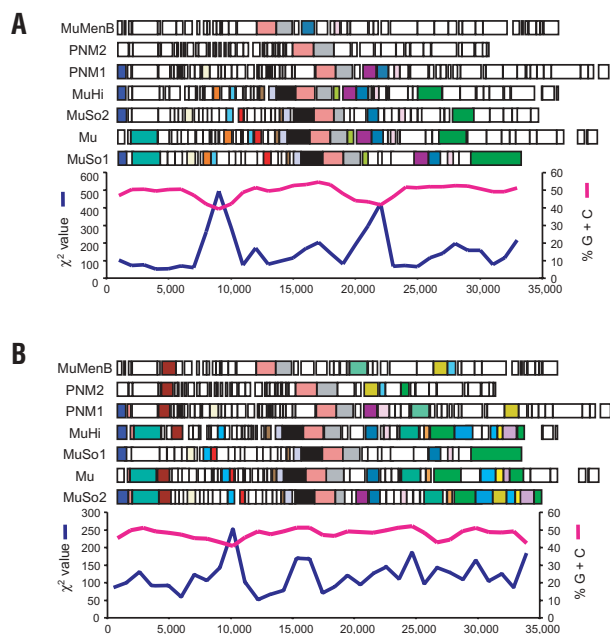 A
MuMenB
PNM2
PNM1
MuHi
MuSo2
Mu
MuSo1
600
500
400
300
200
100
0
χ² value
60
50
40
30
20
10
0
% G + C
0
5,000
10,000
15,000
20,000
25,000
30,000
35,000
B
MuMenB
PNM2
PNM1
MuHi
MuSo1
Mu
MuSo2
300
250
200
150
100
50
0
χ² value
60
50
40
30
20
10
0
% G + C
5,000
10,000
15,000
20,000
25,000
30,000
35,000